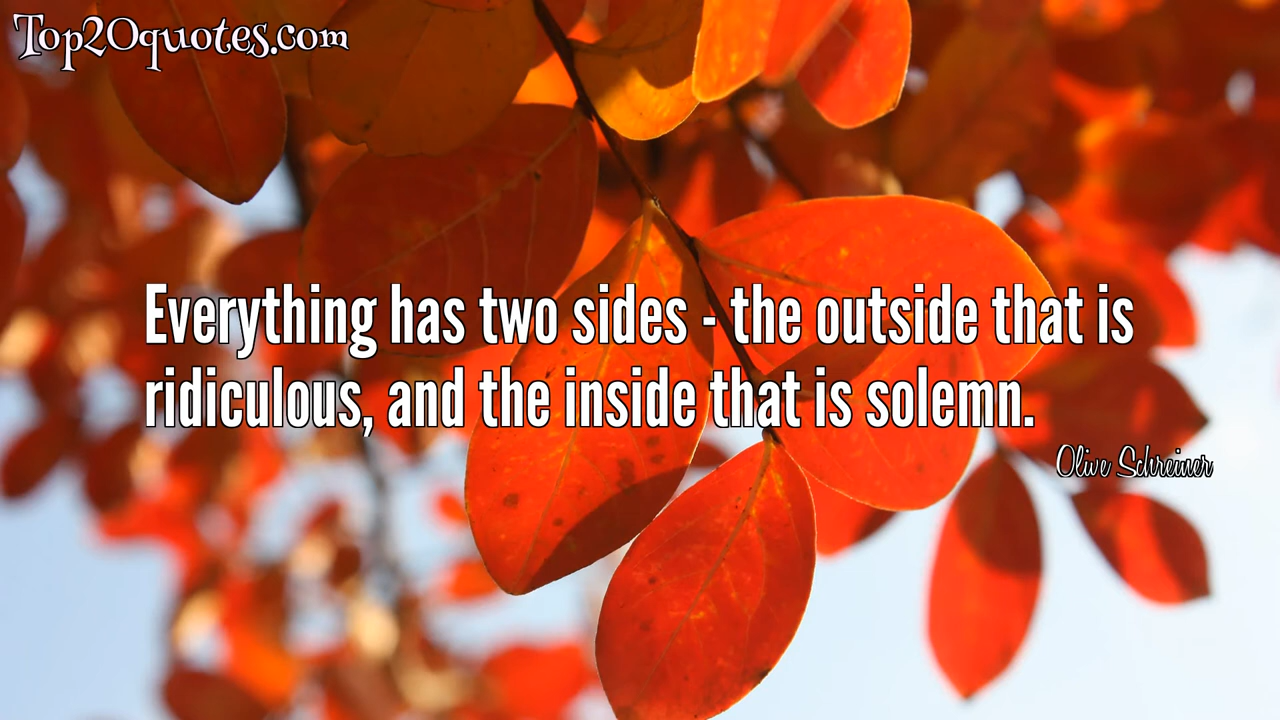 Top20quotes.com
Everything has two sides - the outside that is
ridiculous, and the inside that is solemn.
Olive Schreiner